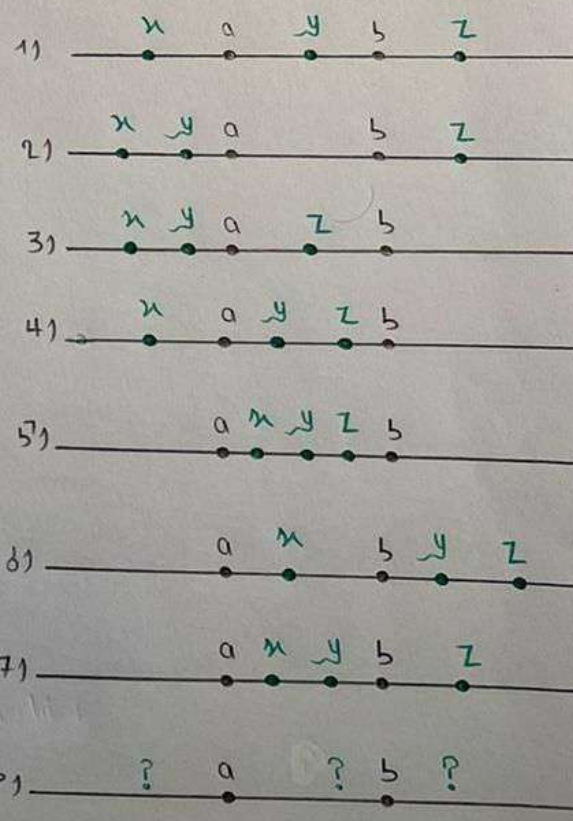 x a y b z
1)
x y a b z
2)
x y a z b
3)
x a y z b
4)
a x y z b
5)
a x b y z
6)
a x y b z
7)
? a ? b ?